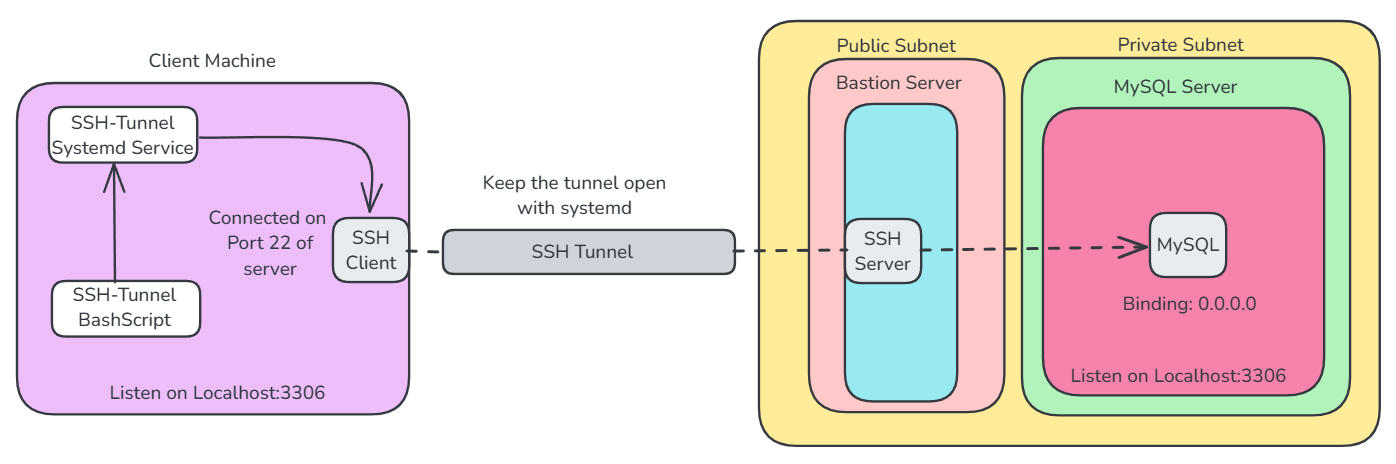 Client Machine
SSH-Tunnel
Systemd Service
Connected on
Port 22 of
server
SSH
Client
SSH-Tunnel
BashScript
Listen on Localhost:3306
Keep the tunnel open
with systemd
SSH Tunnel
Public Subnet
Bastion Server
SSH
Server
Private Subnet
MySQL Server
MySQL
Binding: 0.0.0.0
Listen on Localhost:3306